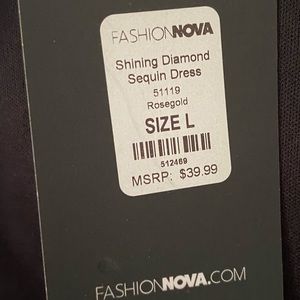 FASHIONNOVA
Shining Diamond
Sequin Dress
51119
Rosegold
SIZE L
512469
MSRP: $39.99
FASHIONNOVA.COM